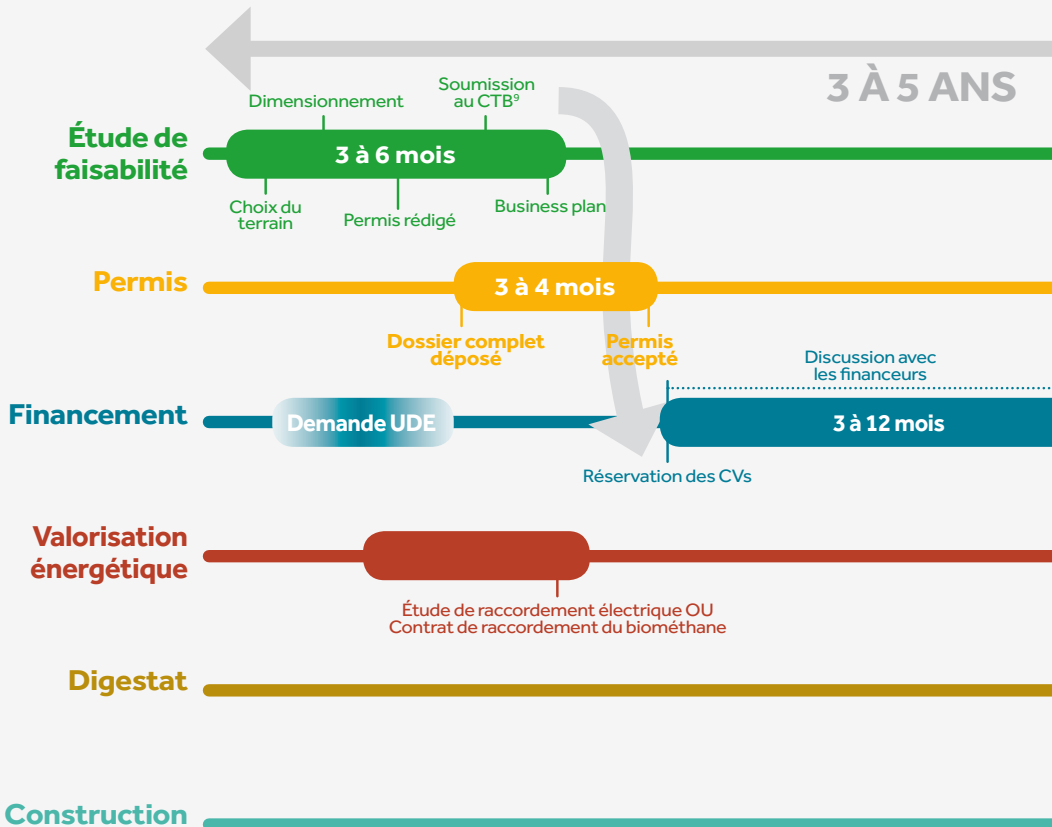 3 À 5 ANS
Étude de
faisabilité
Dimensionnement
Soumission
au CTB⁹
3 à 6 mois
Choix du
terrain
Permis rédigé
Business plan
Permis
3 à 4 mois
Dossier complet
déposé
Permis
accepté
Financement
Demande UDE
Discussion avec
les financeurs
3 à 12 mois
Réservation des CVs
Valorisation
énergétique
Étude de raccordement électrique OU
Contrat de raccordement du biométhane
Digestat
Construction